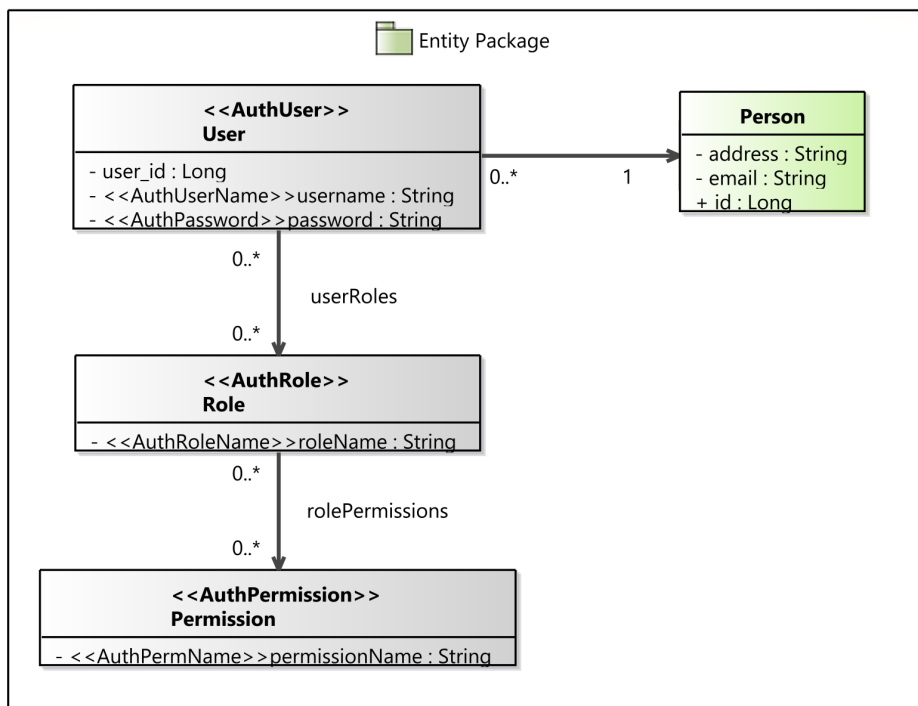 Entity Package
<<AuthUser>>
User
- user_id : Long
- <<AuthUserName>>username : String
- <<AuthPassword>>password : String
Person
- address : String
- email : String
+ id : Long
0..*
1
0..*
userRoles
0..*
<<AuthRole>>
Role
- <<AuthRoleName>>roleName : String
0..*
rolePermissions
0..*
<<AuthPermission>>
Permission
- <<AuthPermName>>permissionName : String